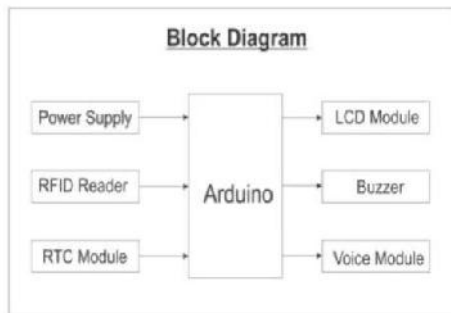 Block Diagram
Power Supply
RFID Reader
RTC Module
Arduino
LCD Module
Buzzer
Voice Module